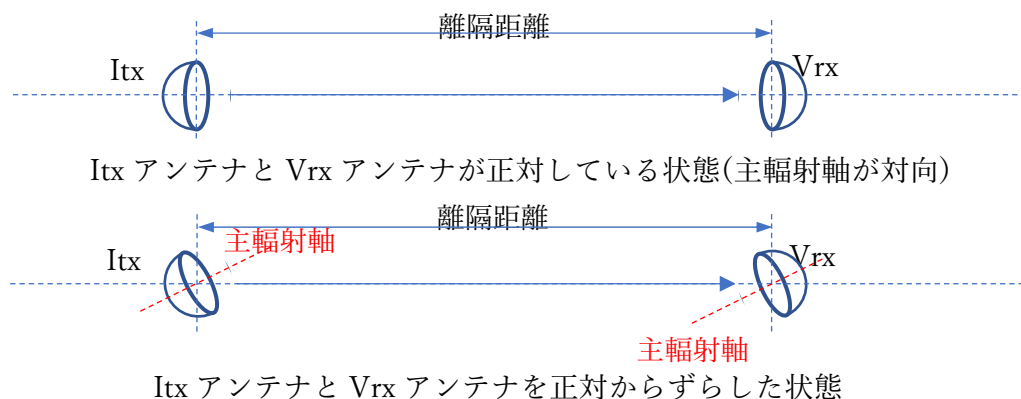 離隔距離
Itx
Vrx
Itx アンテナと Vrx アンテナが正対している状態(主輻射軸が対向)
離隔距離
主輻射軸
Itx
Vrx
主輻射軸
Itx アンテナと Vrx アンテナを正対からずらした状態